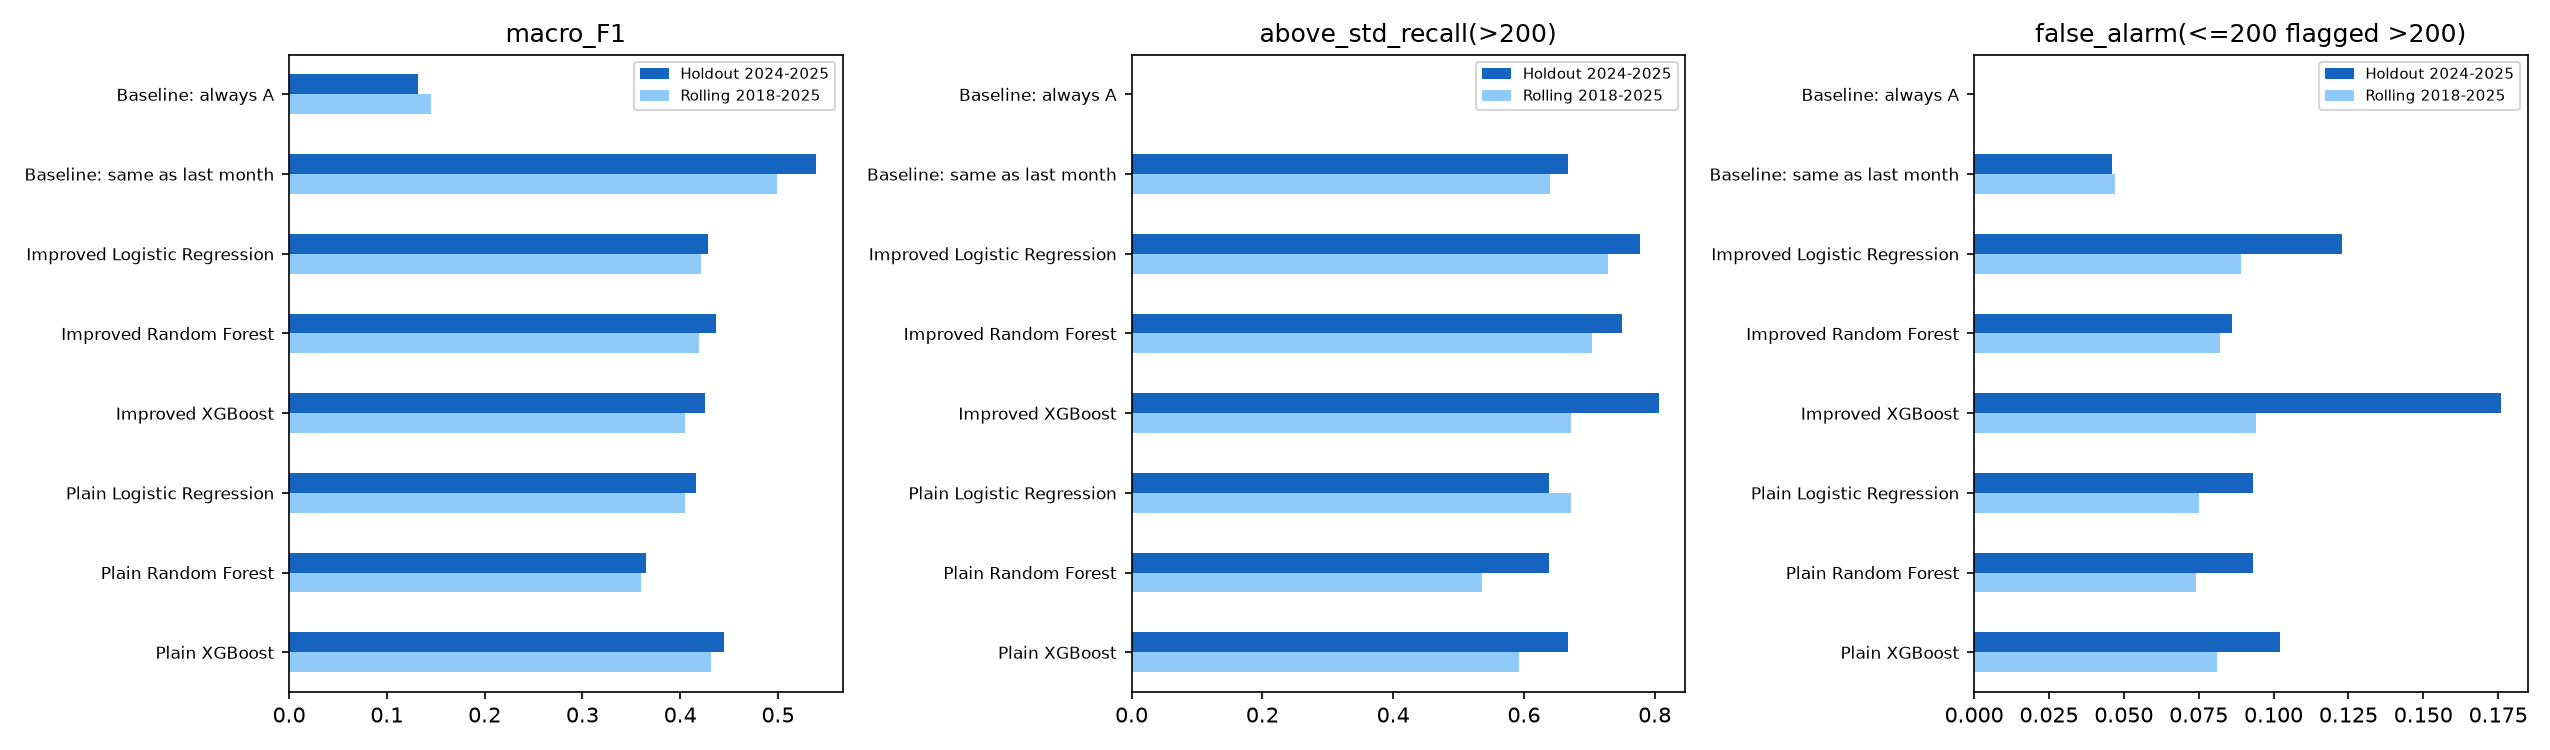 macro_F1
Holdout 2024-2025
Rolling 2018-2025
Baseline: always A
Baseline: same as last month
Improved Logistic Regression
Improved Random Forest
Improved XGBoost
Plain Logistic Regression
Plain Random Forest
Plain XGBoost
0.0 0.1 0.2 0.3 0.4 0.5
above_std_recall(>200)
Holdout 2024-2025
Rolling 2018-2025
Baseline: always A
Baseline: same as last month
Improved Logistic Regression
Improved Random Forest
Improved XGBoost
Plain Logistic Regression
Plain Random Forest
Plain XGBoost
0.0 0.2 0.4 0.6 0.8
false_alarm(<=200 flagged >200)
Holdout 2024-2025
Rolling 2018-2025
Baseline: always A
Baseline: same as last month
Improved Logistic Regression
Improved Random Forest
Improved XGBoost
Plain Logistic Regression
Plain Random Forest
Plain XGBoost
0.000 0.025 0.050 0.075 0.100 0.125 0.150 0.175